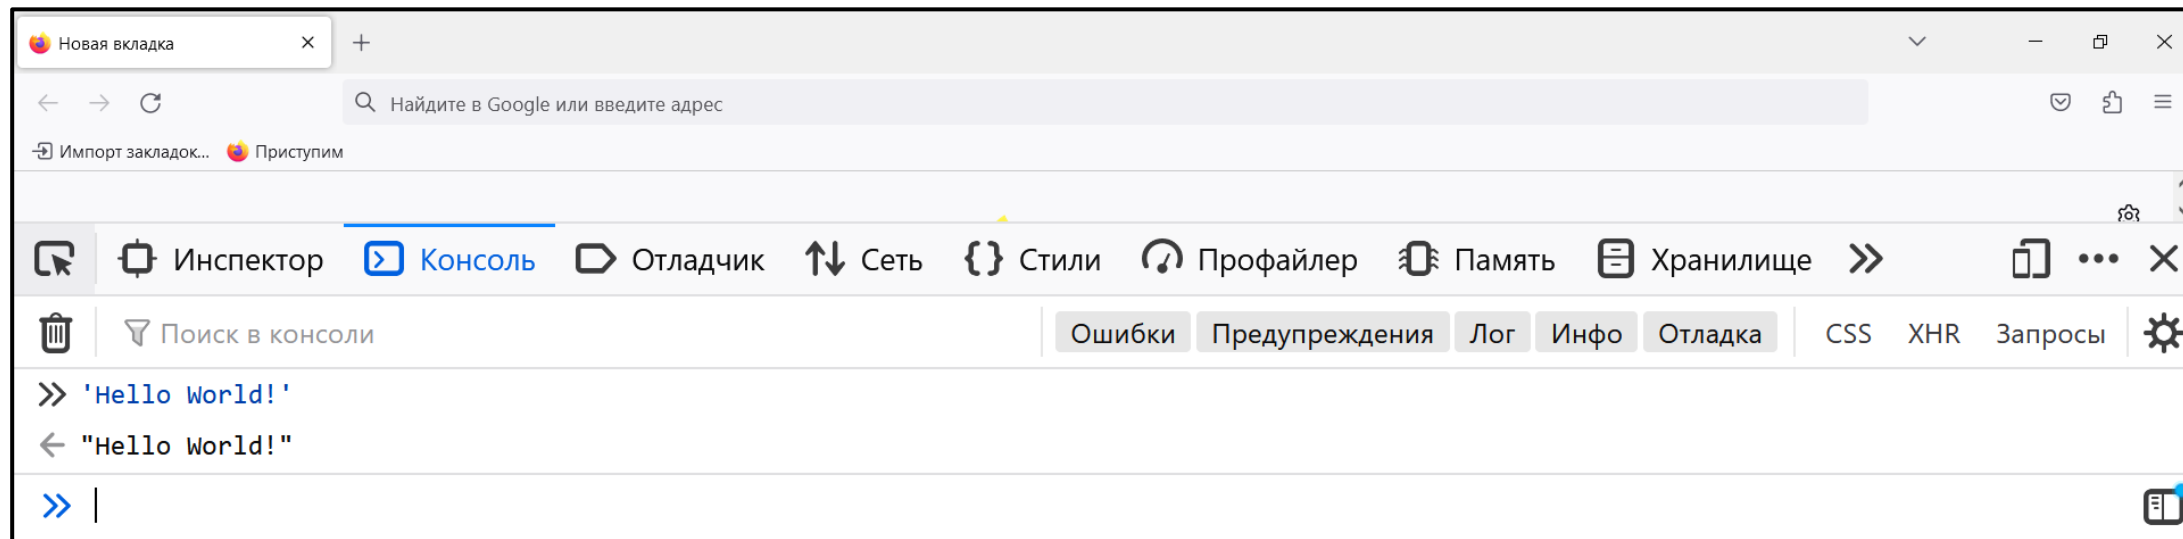 Новая вкладка
Найдите в Google или введите адрес
Импорт закладок... Приступим
Инспектор Консоль Отладчик Сеть Стили Профайлер Память Хранилище
Поиск в консоли Ошибки Предупреждения Лог Инфо Отладка CSS XHR Запросы
'Hello World!'
"Hello World!"